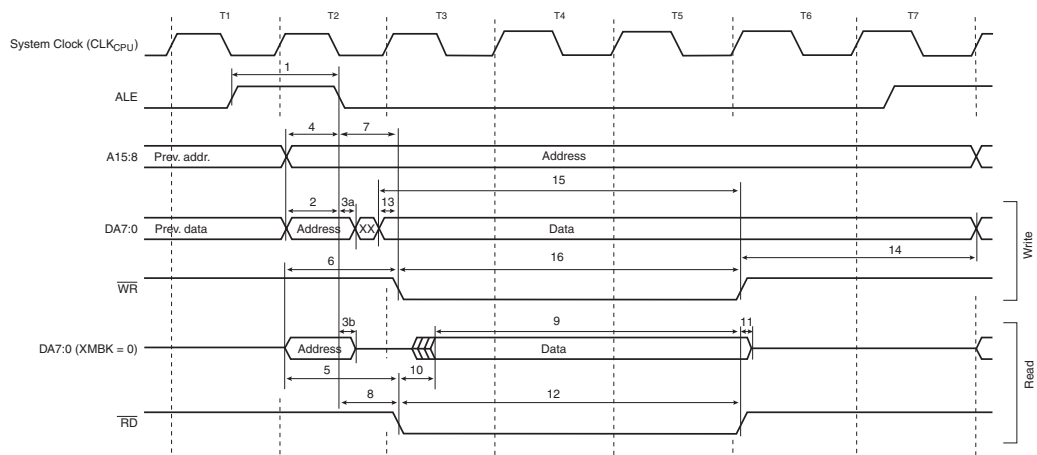 T1 T2 T3 T4 T5 T6 T7
System Clock (CLKCPU)
1
ALE
4 7
A15:8 Prev. addr. Address
15
2 3a 13
DA7:0 Prev. data Address XX Data
14
6 16
WR
Write
3b 9 11
DA7:0 (XMBK = 0) Address Data
5 10
8 12
RD
Read